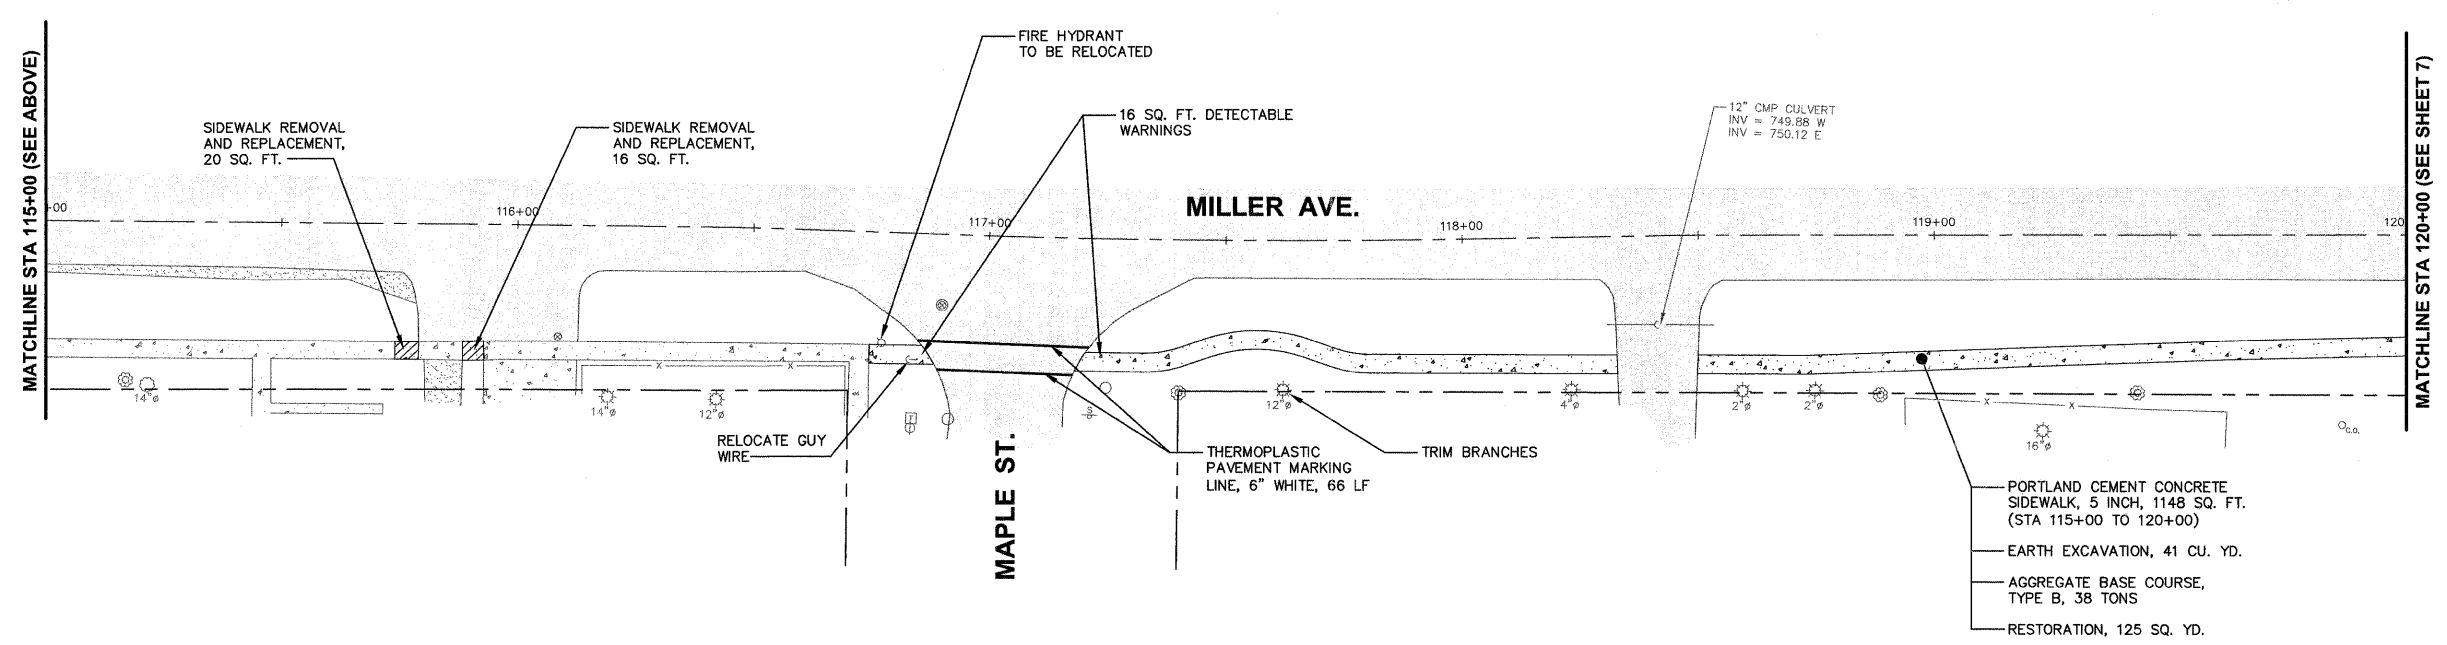 MATCHLINE STA 115+00 (SEE ABOVE)
FIRE HYDRANT
TO BE RELOCATED
SIDEWALK REMOVAL
AND REPLACEMENT,
20 SQ. FT.
SIDEWALK REMOVAL
AND REPLACEMENT,
16 SQ. FT.
16 SQ. FT. DETECTABLE
WARNINGS
12" CMP CULVERT
INV = 749.88 W
INV = 750.12 E
MATCHLINE STA 120+00 (SEE SHEET 7)
+00
116+00
117+00
MILLER AVE.
118+00
119+00
120
X
X
14"ø
14"ø
12"ø
T
S
12"ø
4"ø
2"ø
2"ø
X
X
16"ø
C.O.
RELOCATE GUY
WIRE
MAPLE ST.
THERMOPLASTIC
PAVEMENT MARKING
LINE, 6" WHITE, 66 LF
TRIM BRANCHES
PORTLAND CEMENT CONCRETE
SIDEWALK, 5 INCH, 1148 SQ. FT.
(STA 115+00 TO 120+00)
EARTH EXCAVATION, 41 CU. YD.
AGGREGATE BASE COURSE,
TYPE B, 38 TONS
RESTORATION, 125 SQ. YD.